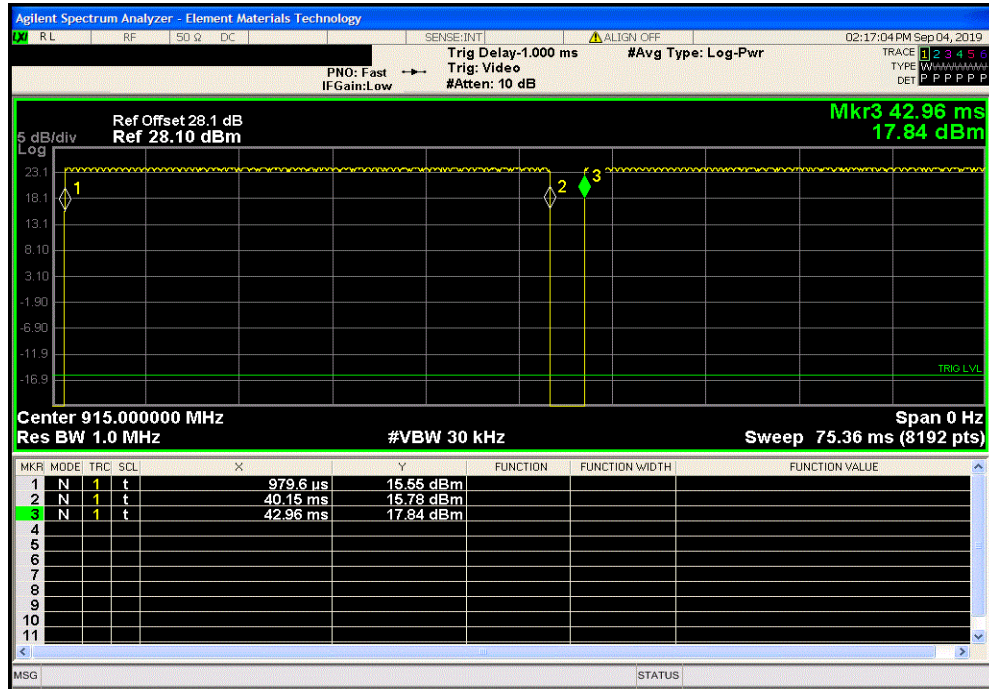 Agilent Spectrum Analyzer - Element Materials Technology
LXI RL RF 50 Ω DC SENSE:INT ALIGN OFF 02:17:04 PM Sep 04, 2019
Trig Delay-1.000 ms #Avg Type: Log-Pwr TRACE 1 2 3 4 5 6
PNO: Fast Trig: Video TYPE WWWWWW
IFGain:Low #Atten: 10 dB DET P P P P P P
Mkr3 42.96 ms
17.84 dBm
Ref Offset 28.1 dB
5 dB/div Ref 28.10 dBm
Log
23.1
18.1
13.1
8.10
3.10
-1.90
-6.90
-11.9
-16.9
1
2
3
TRIG LVL
Center 915.000000 MHz Span 0 Hz
Res BW 1.0 MHz #VBW 30 kHz Sweep 75.36 ms (8192 pts)
MKR MODE TRC SCL X Y FUNCTION FUNCTION WIDTH FUNCTION VALUE
1 N 1 t 979.6 µs 15.55 dBm
2 N 1 t 40.15 ms 15.78 dBm
3 N 1 t 42.96 ms 17.84 dBm
4
5
6
7
8
9
10
11
MSG STATUS